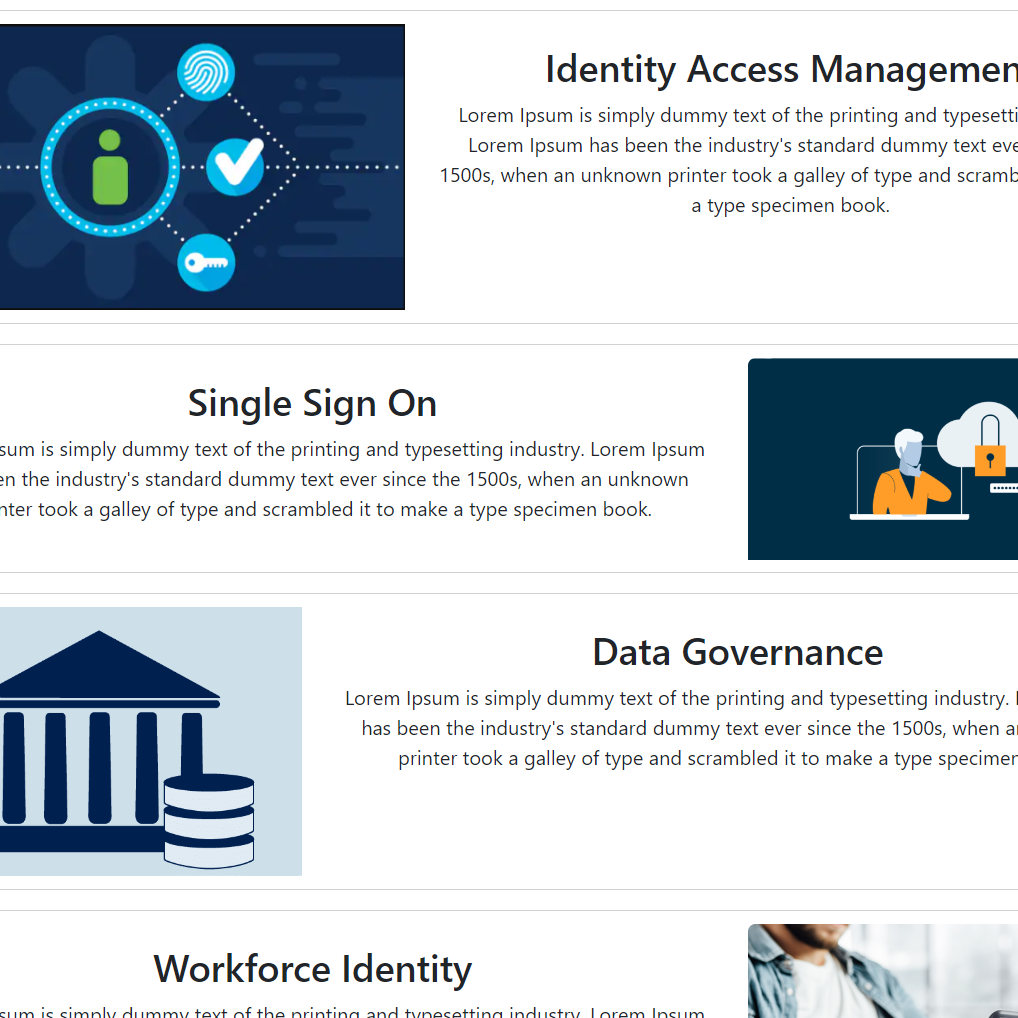 Identity Access Managemen
Lorem Ipsum is simply dummy text of the printing and typesetti
Lorem Ipsum has been the industry's standard dummy text eve
1500s, when an unknown printer took a galley of type and scramb
a type specimen book.
Single Sign On
sum is simply dummy text of the printing and typesetting industry. Lorem Ipsum
en the industry's standard dummy text ever since the 1500s, when an unknown
nter took a galley of type and scrambled it to make a type specimen book.
Data Governance
Lorem Ipsum is simply dummy text of the printing and typesetting industry.
has been the industry's standard dummy text ever since the 1500s, when a
printer took a galley of type and scrambled it to make a type specimen
Workforce Identity
sum is simply dummy text of the printing and typesetting industry. Lorem Ipsum